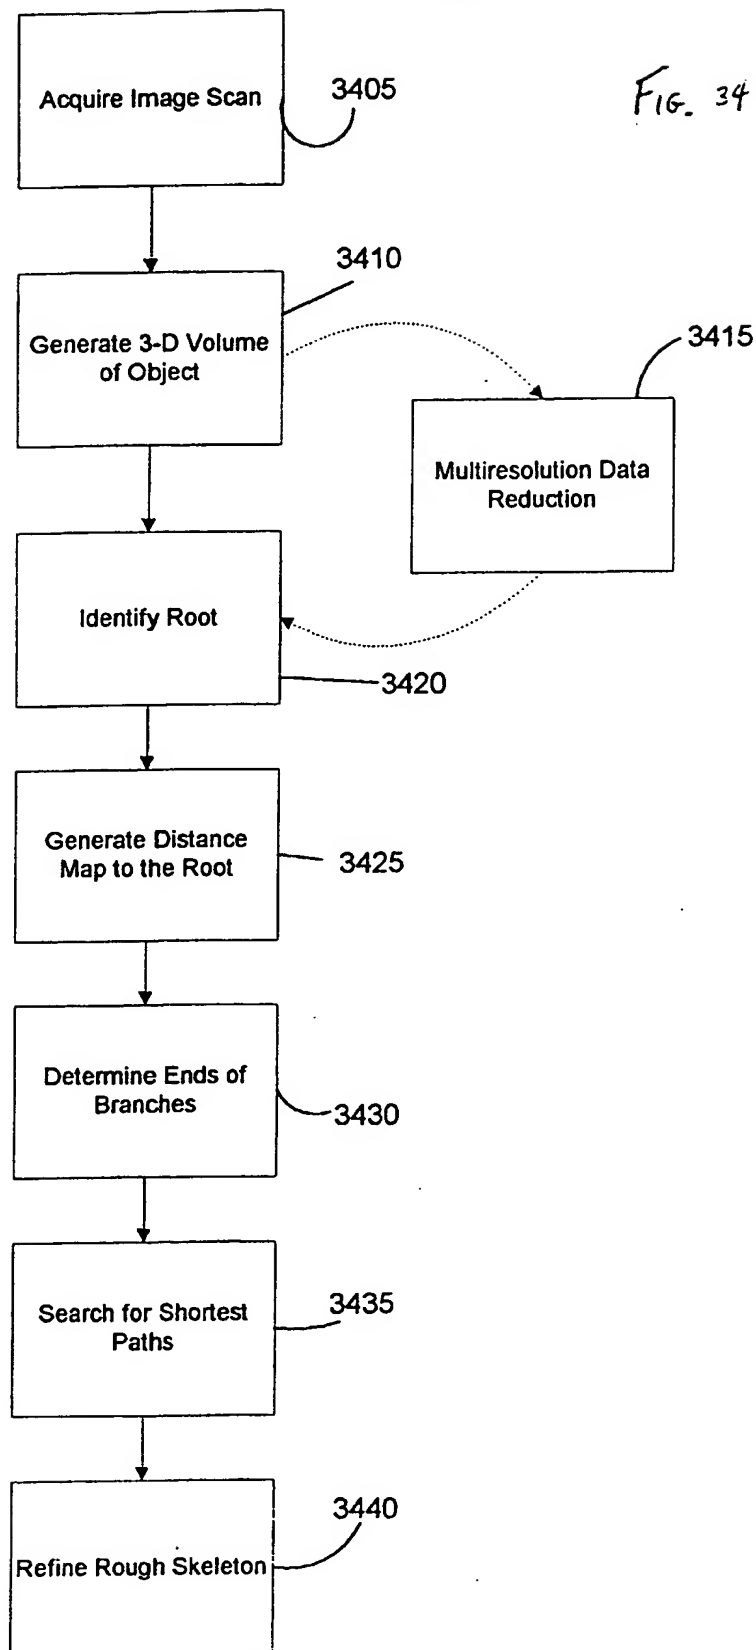 FIG. 34
Acquire Image Scan
3405
Generate 3-D Volume
of Object
3410
Multiresolution Data
Reduction
3415
Identify Root
3420
Generate Distance
Map to the Root
3425
Determine Ends of
Branches
3430
Search for Shortest
Paths
3435
Refine Rough Skeleton
3440